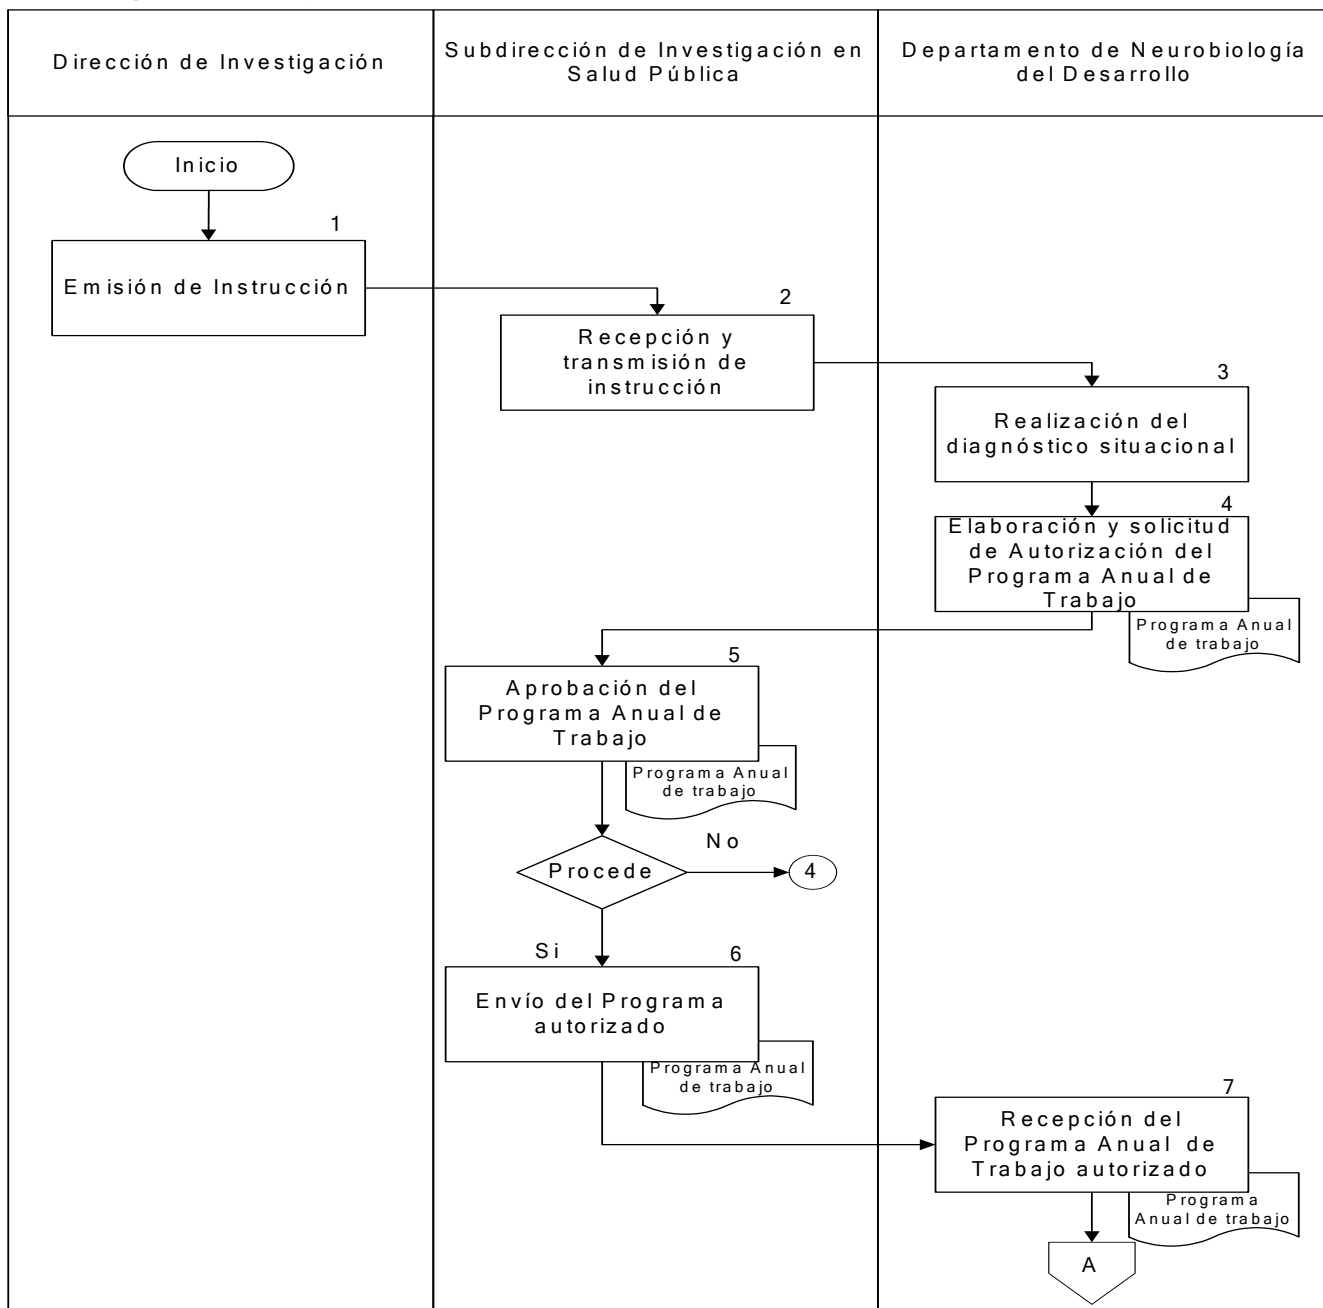 Dirección de Investigación
Subdirección de Investigación en
Salud Pública
Departamento de Neurobiología
del Desarrollo
Inicio
1
Emisión de Instrucción
2
Recepción y
transmisión de
instrucción
3
Realización del
diagnóstico situacional
4
Elaboración y solicitud
de Autorización del
Programa Anual de
Trabajo
Programa Anual
de trabajo
5
Aprobación del
Programa Anual de
Trabajo
Programa Anual
de trabajo
Procede
No
4
Si
6
Envío del Programa
autorizado
Programa Anual
de trabajo
7
Recepción del
Programa Anual de
Trabajo autorizado
Programa
Anual de trabajo
A